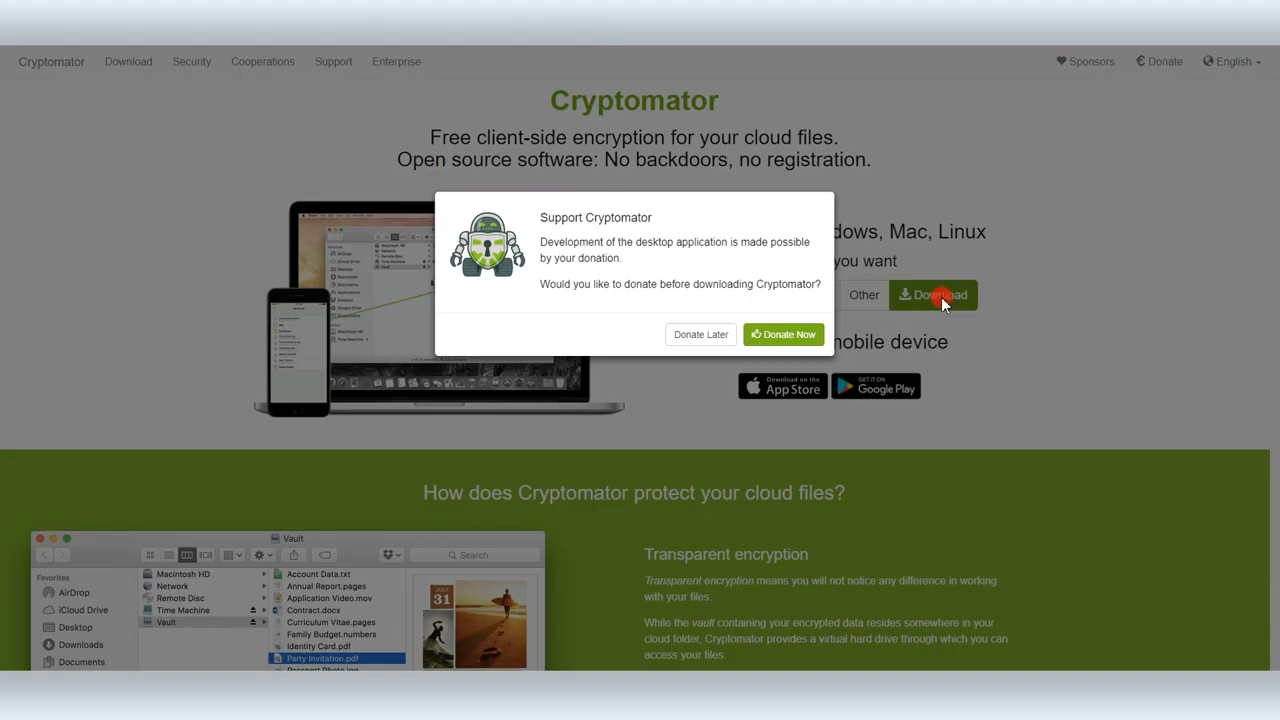 Cryptomator Download Security Cooperations Support Enterprise Sponsors € Donate English
Cryptomator
Free client-side encryption for your cloud files.
Open source software: No backdoors, no registration.
Support Cryptomator
Development of the desktop application is made possible
by your donation.
Would you like to donate before downloading Cryptomator?
Donate Later Donate Now
dows, Mac, Linux
you want
Other Download
mobile device
Download on the
App Store
GET IT ON
Google Play
How does Cryptomator protect your cloud files?
Vault
Search
Favorites
AirDrop
iCloud Drive
Desktop
Downloads
Documents
Macintosh HD
Network
Remote Disc
Time Machine
Vault
Account Data.txt
Annual Report.pages
Application Video.mov
Contract.docx
Curriculum Vitae.pages
Family Budget.numbers
Identity Card.pdf
Party Invitation.pdf
Passport Photo.jpg
JULY
31
Transparent encryption
Transparent encryption means you will not notice any difference in working
with your files.
While the vault containing your encrypted data resides somewhere in your
cloud folder, Cryptomator provides a virtual hard drive through which you can
access your files.